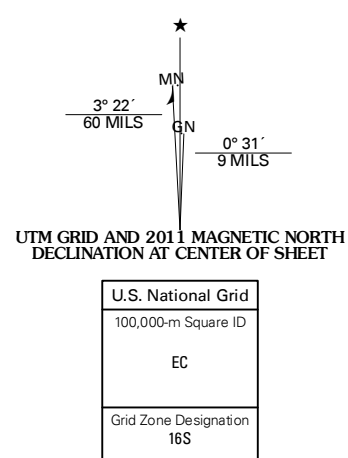 ★
MN
3° 22´
60 MILS
GN
0° 31´
9 MILS
UTM GRID AND 2011 MAGNETIC NORTH
DECLINATION AT CENTER OF SHEET
U.S. National Grid
100,000-m Square ID
EC
Grid Zone Designation
16S